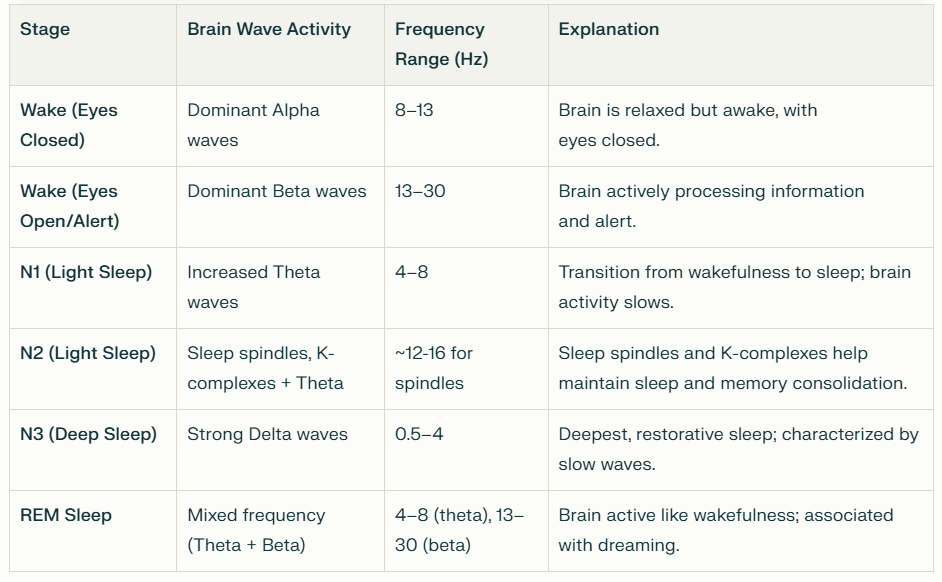 Stage
Brain Wave Activity
Frequency
Range (Hz)
Explanation
Wake (Eyes
Closed)
Dominant Alpha
waves
8–13
Brain is relaxed but awake, with
eyes closed.
Wake (Eyes
Open/Alert)
Dominant Beta waves
13–30
Brain actively processing information
and alert.
N1 (Light Sleep)
Increased Theta
waves
4–8
Transition from wakefulness to sleep; brain
activity slows.
N2 (Light Sleep)
Sleep spindles, K-
complexes + Theta
~12-16 for
spindles
Sleep spindles and K-complexes help
maintain sleep and memory consolidation.
N3 (Deep Sleep)
Strong Delta waves
0.5–4
Deepest, restorative sleep; characterized by
slow waves.
REM Sleep
Mixed frequency
(Theta + Beta)
4–8 (theta), 13–
30 (beta)
Brain active like wakefulness; associated
with dreaming.